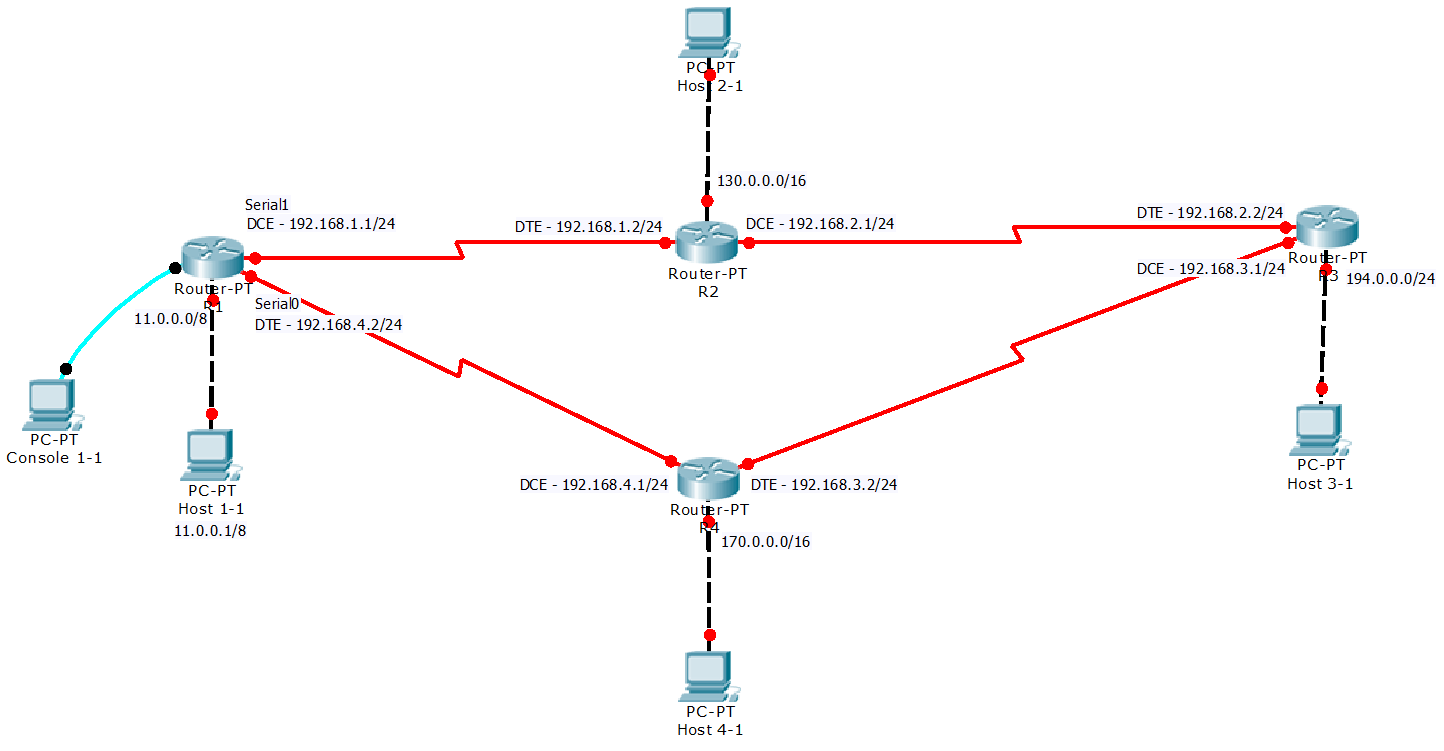 PC-PT
Host 2-1
130.0.0.0/16
Serial1
DCE - 192.168.1.1/24
DTE - 192.168.1.2/24
DCE - 192.168.2.1/24
DTE - 192.168.2.2/24
Router-PT
R1
Router-PT
R2
Router-PT
R3
DCE - 192.168.3.1/24
194.0.0.0/24
Serial0
DTE - 192.168.4.2/24
11.0.0.0/8
PC-PT
Console 1-1
PC-PT
Host 1-1
11.0.0.1/8
DCE - 192.168.4.1/24
DTE - 192.168.3.2/24
Router-PT
R4
170.0.0.0/16
PC-PT
Host 3-1
PC-PT
Host 4-1